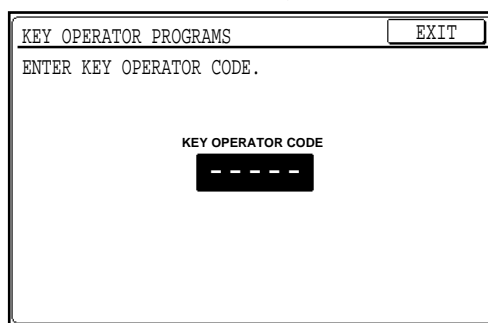 KEY OPERATOR PROGRAMS EXIT
ENTER KEY OPERATOR CODE.
KEY OPERATOR CODE
– – – – –